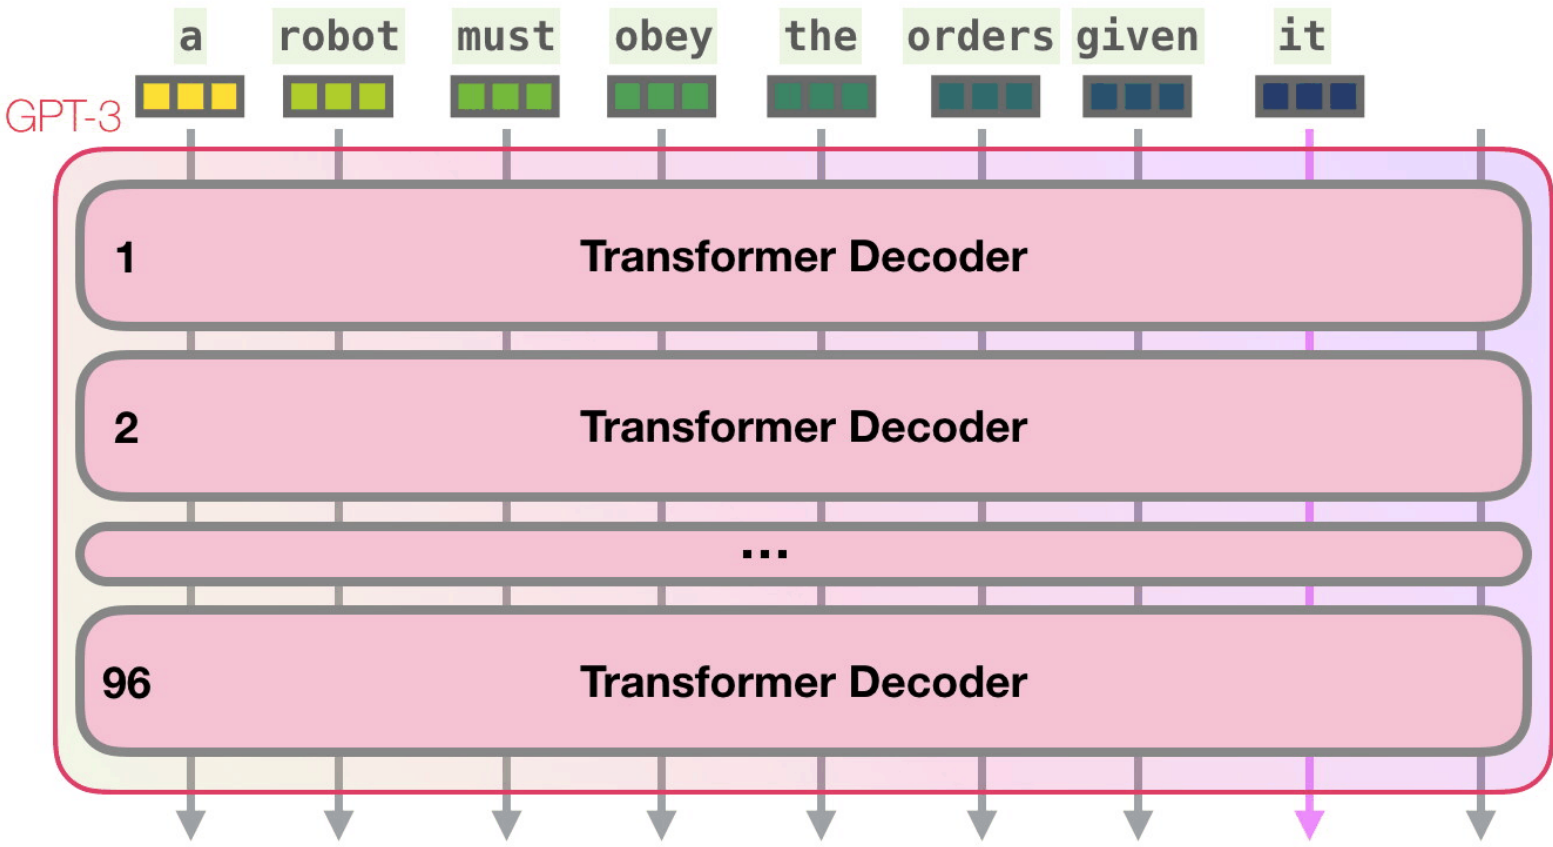 a robot must obey the orders given it
GPT-3
1 Transformer Decoder
2 Transformer Decoder
...
96 Transformer Decoder